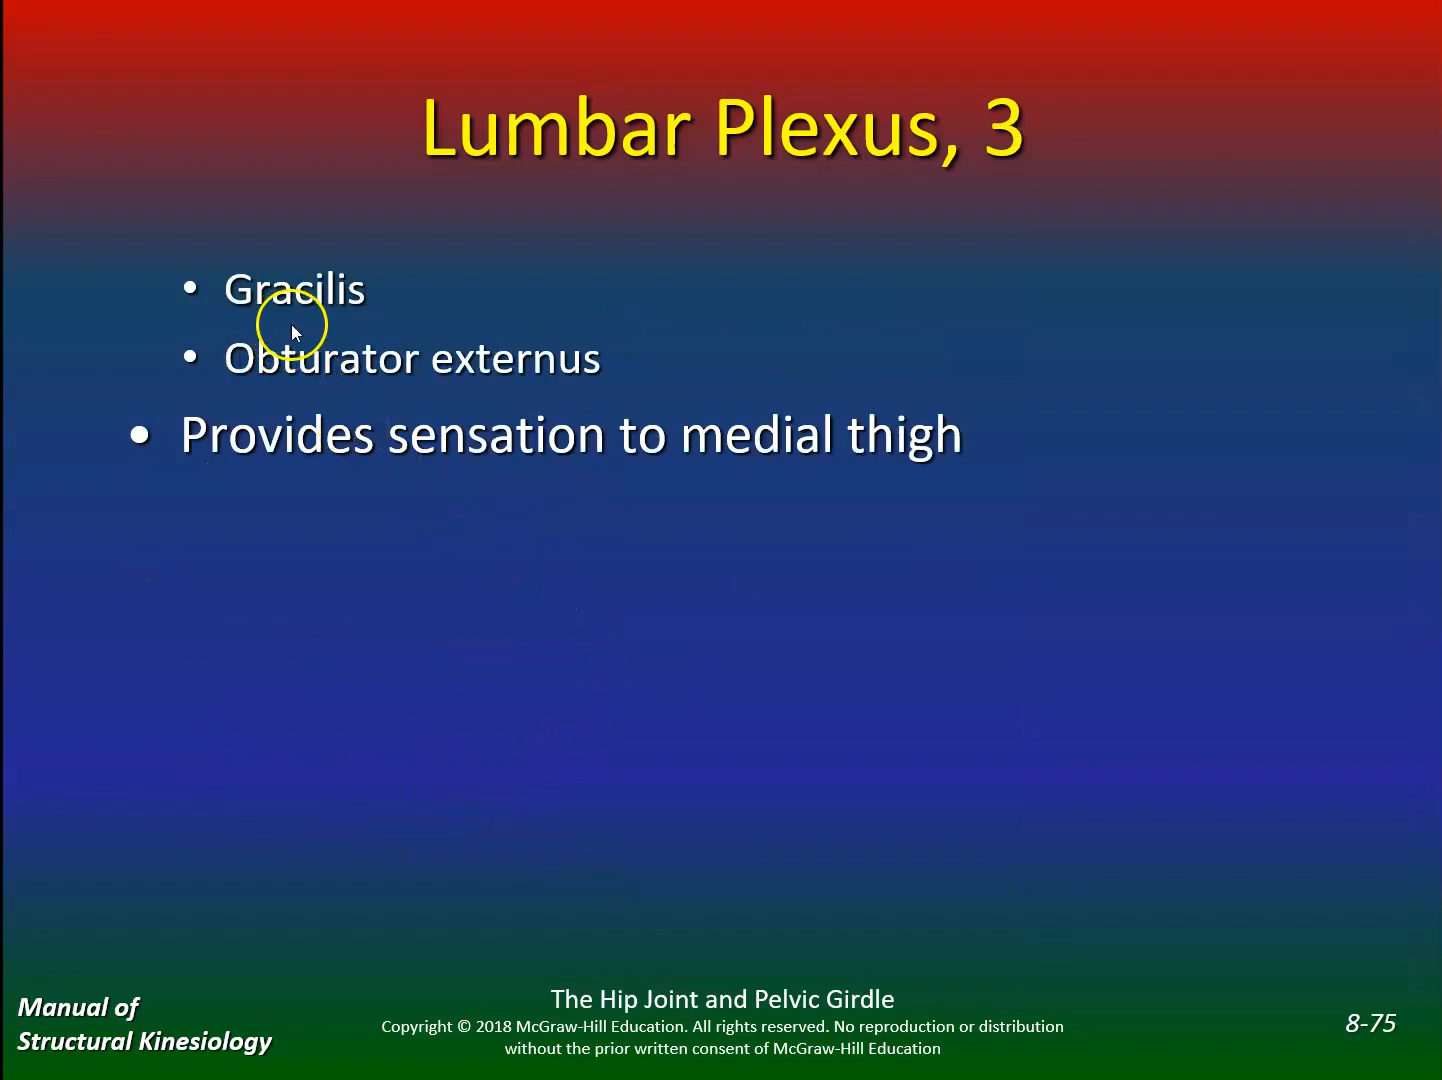 Lumbar Plexus, 3
• Gracilis
• Obturator externus
• Provides sensation to medial thigh
Manual of
Structural Kinesiology
The Hip Joint and Pelvic Girdle
Copyright © 2018 McGraw-Hill Education. All rights reserved. No reproduction or distribution
without the prior written consent of McGraw-Hill Education
8-75